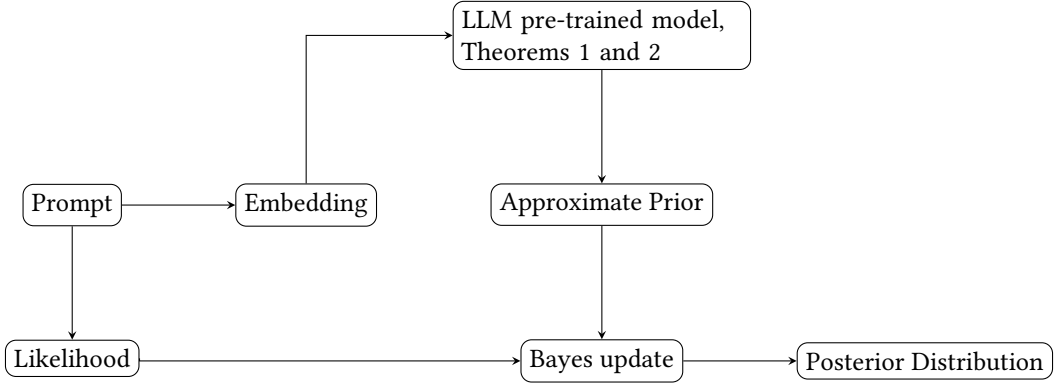 LLM pre-trained model,
Theorems 1 and 2
Prompt
Embedding
Approximate Prior
Likelihood
Bayes update
Posterior Distribution